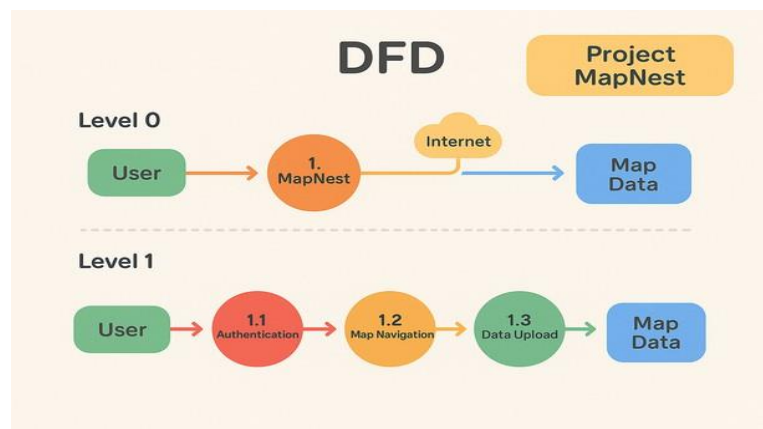 DFD
Project
MapNest
Level 0
User
1.
MapNest
Internet
Map
Data
Level 1
User
1.1
Authentication
1.2
Map Navigation
1.3
Data Upload
Map
Data